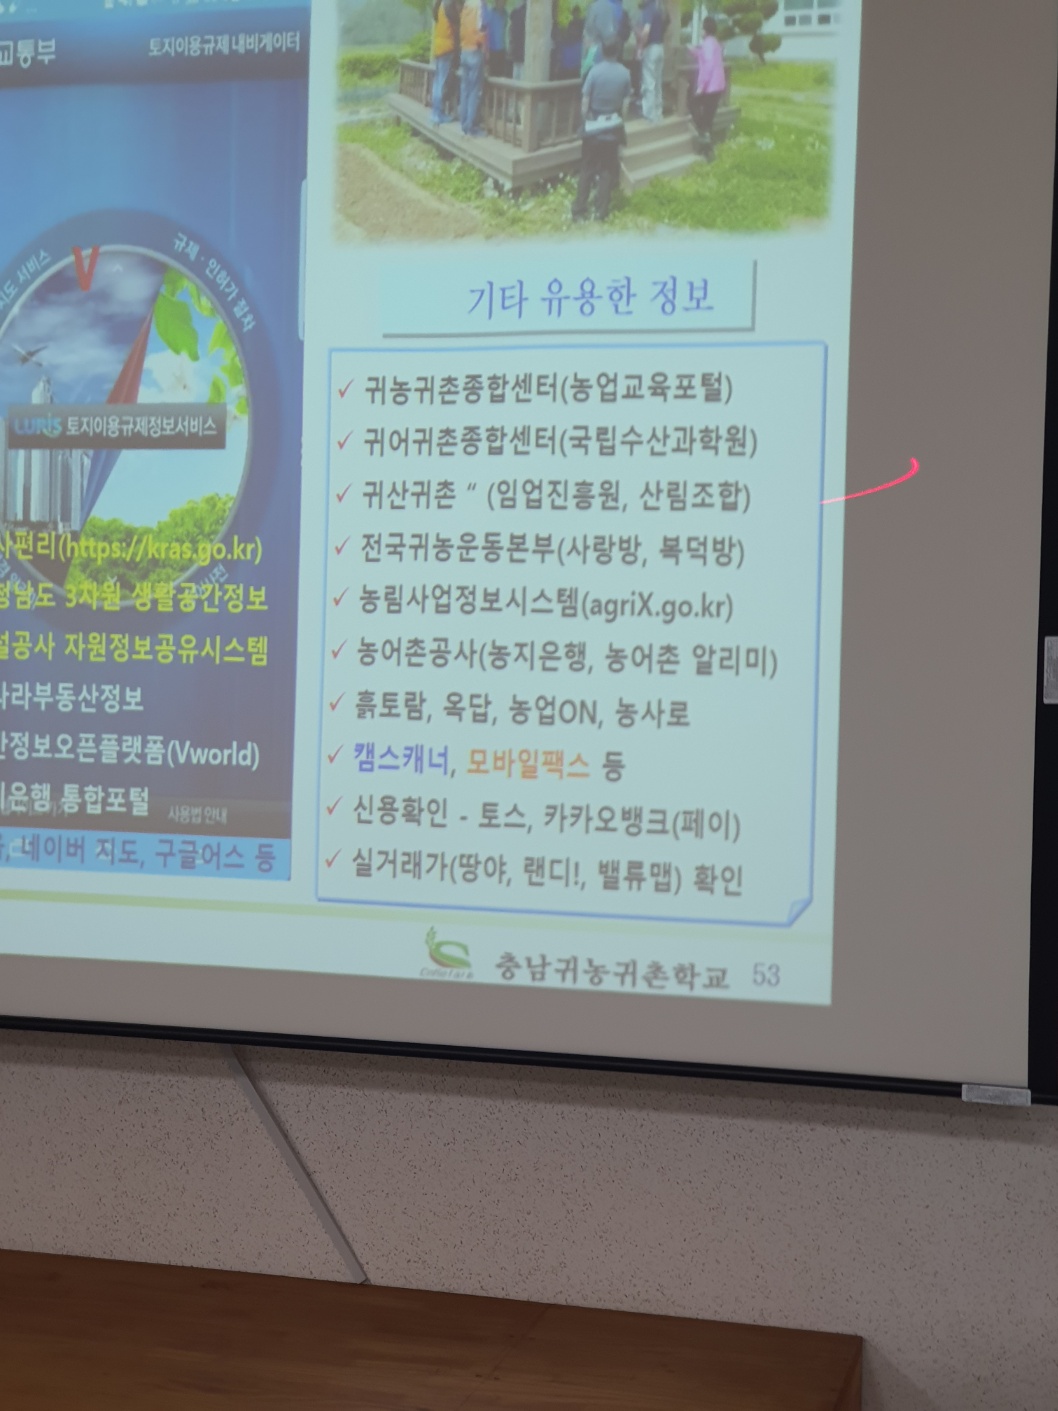 교통부
토지이용규제 내비게이터
지도 서비스
규제·인허가 절차
LURIS 토지이용규제정보서비스
사편리(https://kras.go.kr)
청남도 3차원 생활공간정보
설공사 자원정보공유시스템
나라부동산정보
간정보오픈플랫폼(Vworld)
지은행 통합포털
사용법 안내
, 네이버 지도, 구글어스 등
기타 유용한 정보
✓ 귀농귀촌종합센터(농업교육포털)
✓ 귀어귀촌종합센터(국립수산과학원)
✓ 귀산귀촌 “ (임업진흥원, 산림조합)
✓ 전국귀농운동본부(사랑방, 복덕방)
✓ 농림사업정보시스템(agriX.go.kr)
✓ 농어촌공사(농지은행, 농어촌 알리미)
✓ 흙토람, 옥답, 농업ON, 농사로
✓ 캠스캐너, 모바일팩스 등
✓ 신용확인 - 토스, 카카오뱅크(페이)
✓ 실거래가(땅야, 랜디!, 밸류맵) 확인
충남귀농귀촌학교 53